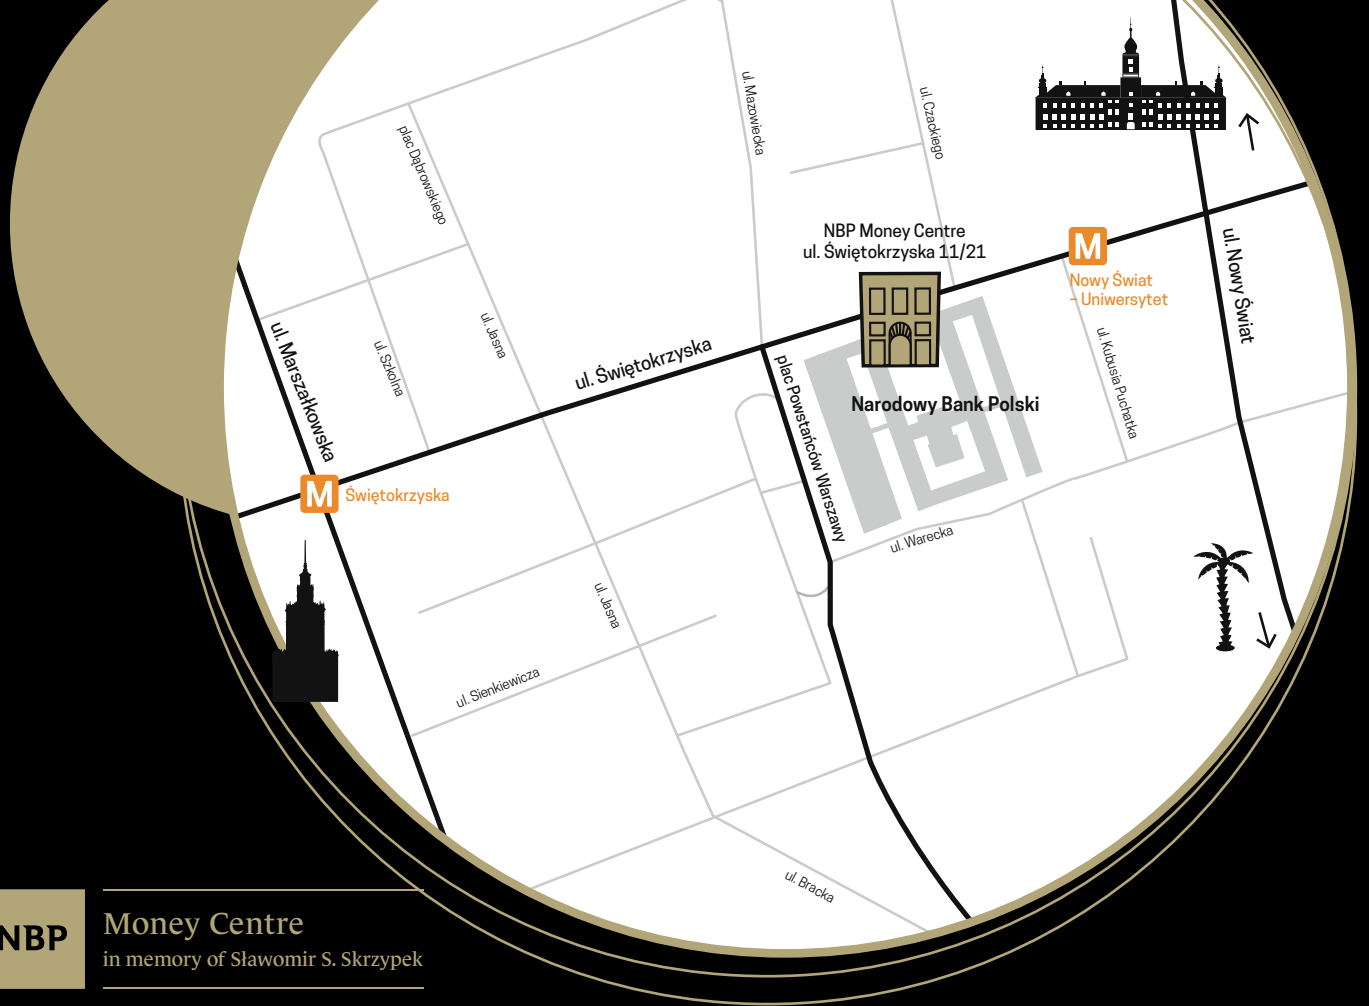 plac Dąbrowskiego
ul. Mazowiecka
ul. Czackiego
NBP Money Centre
ul. Świętokrzyska 11/21
M
Nowy Świat
– Uniwersytet
ul. Nowy Świat
ul. Marszałkowska
ul. Szkolna
ul. Jasna
ul. Świętokrzyska
plac Powstańców Warszawy
Narodowy Bank Polski
ul. Kubusia Puchatka
M
Świętokrzyska
ul. Warecka
ul. Jasna
ul. Sienkiewicza
ul. Bracka
NBP
Money Centre
in memory of Sławomir S. Skrzypek